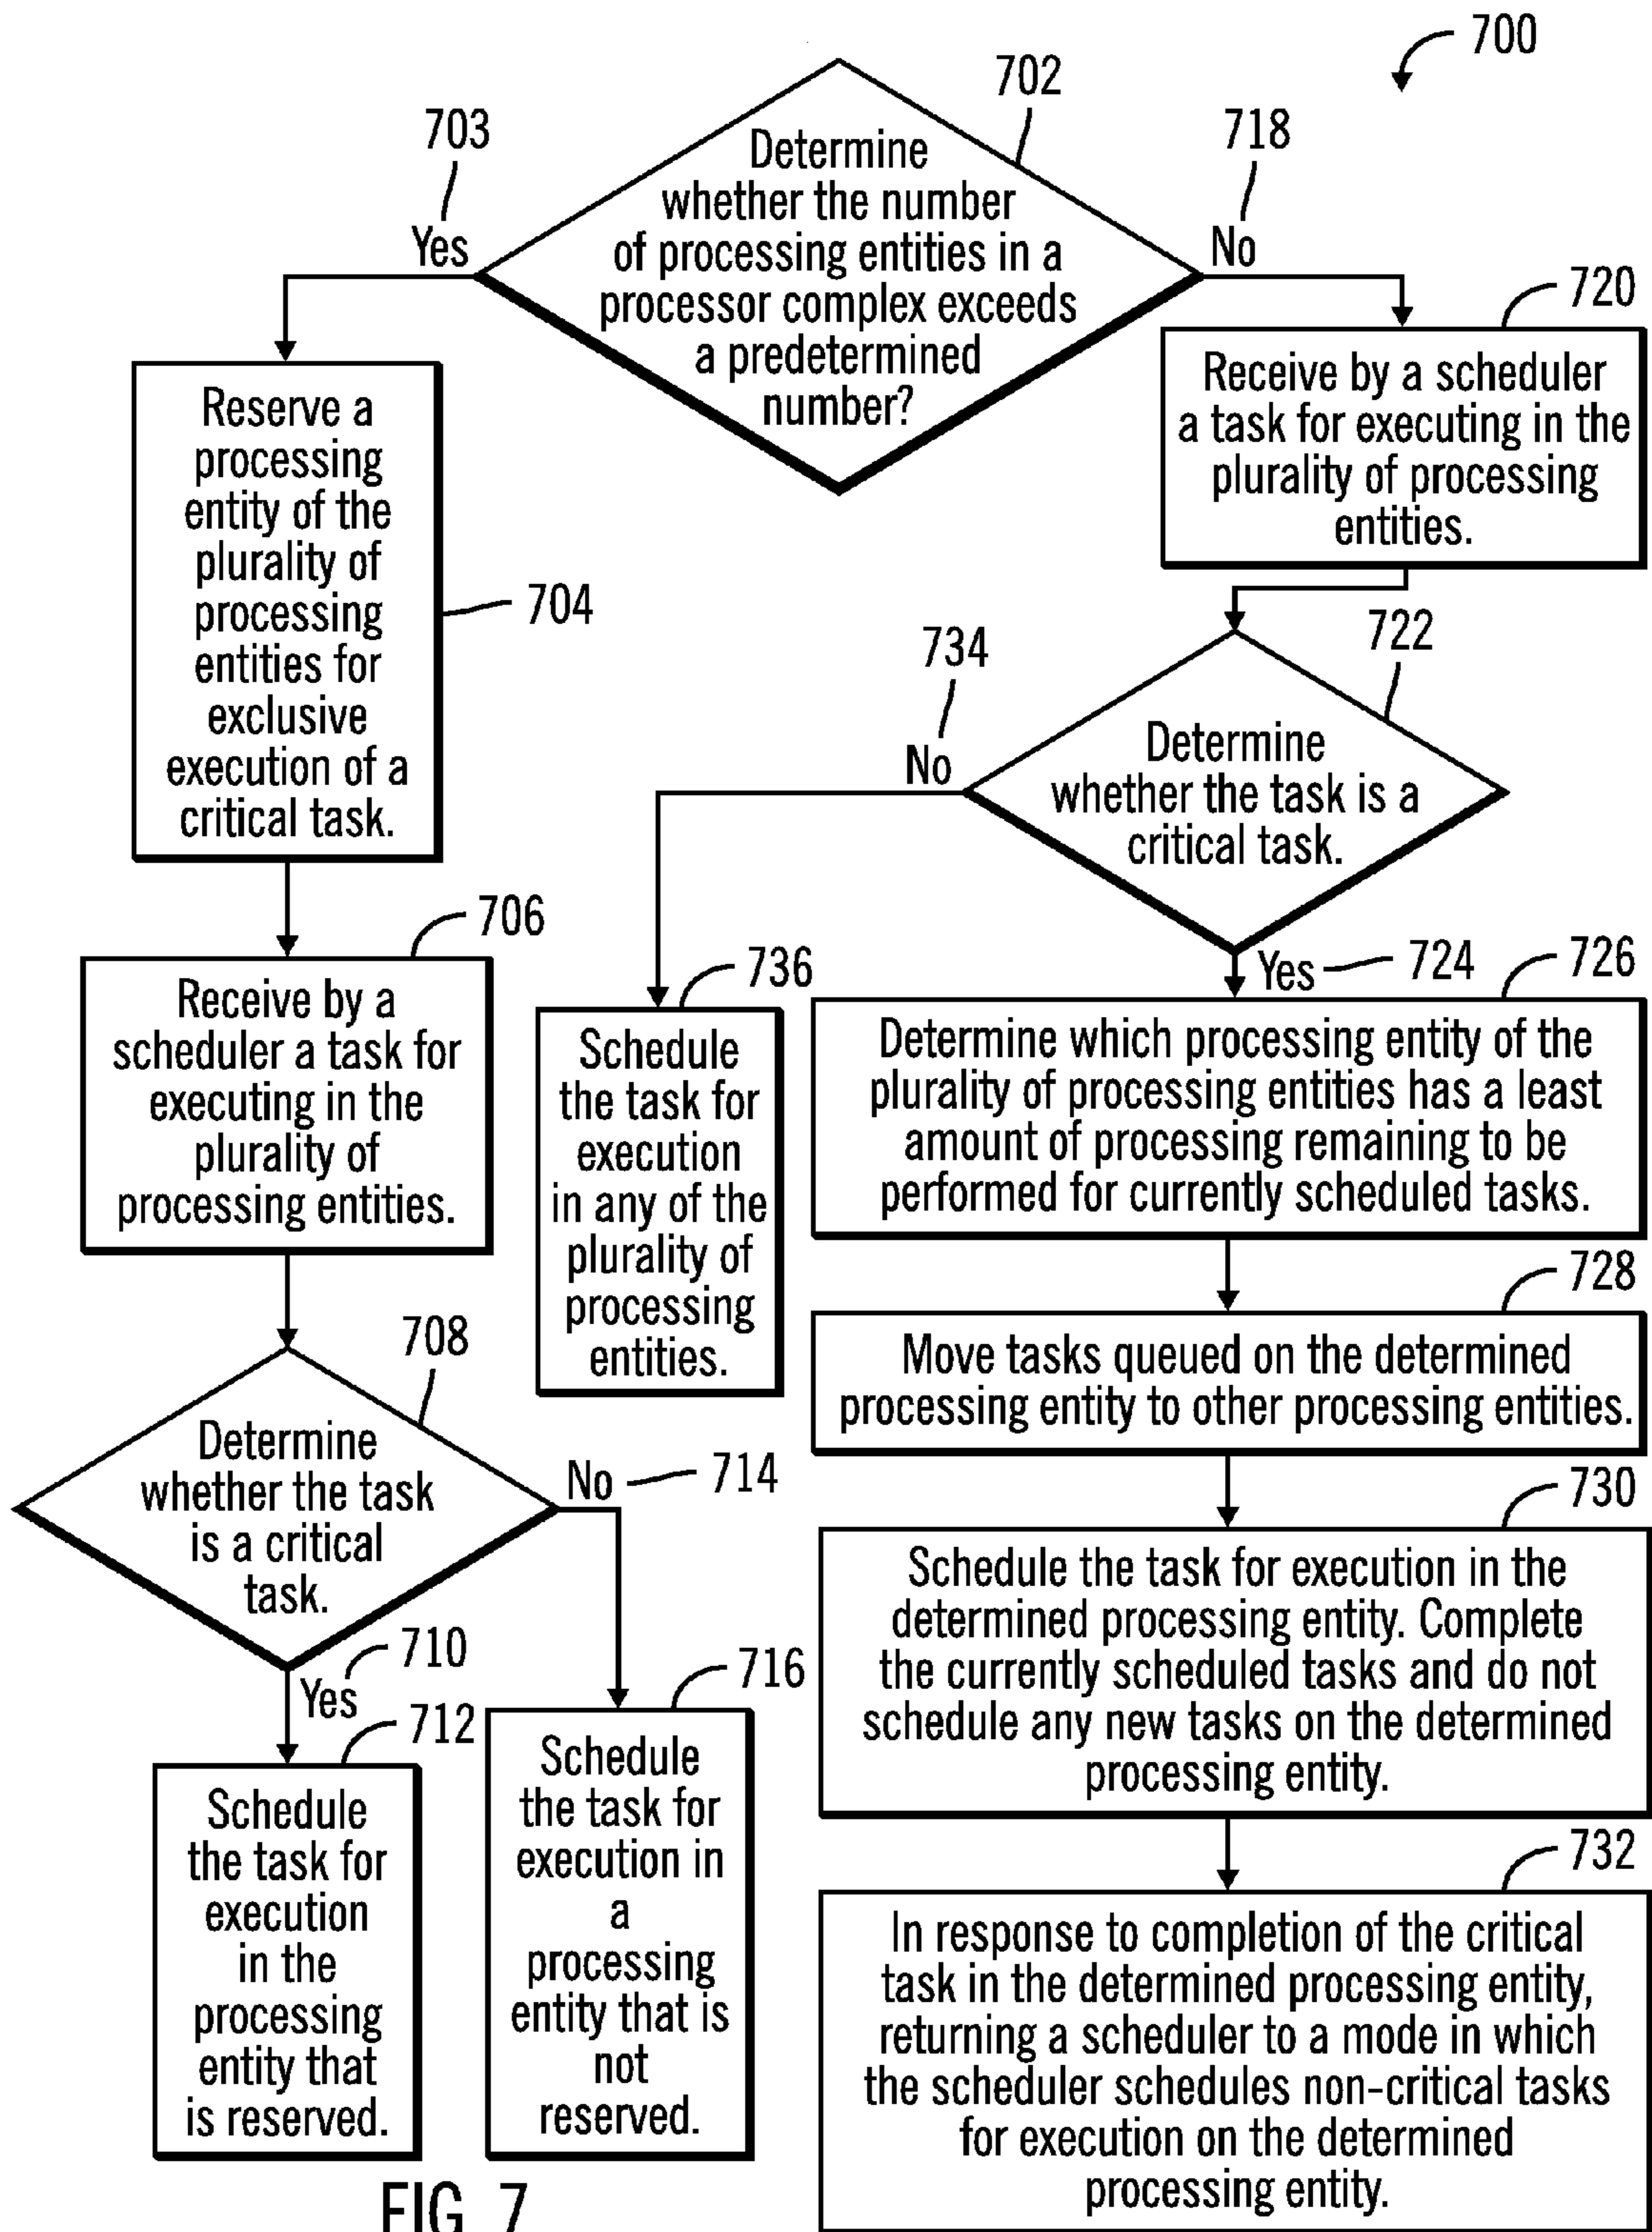 700
702
Determine
whether the number
of processing entities in a
processor complex exceeds
a predetermined
number?
703
Yes
718
No
704
Reserve a
processing
entity of the
plurality of
processing
entities for
exclusive
execution of a
critical task.
706
Receive by a
scheduler a task for
executing in the
plurality of
processing entities.
708
Determine
whether the task
is a critical
task.
710
Yes
712
Schedule
the task for
execution
in the
processing
entity that
is reserved.
No
714
716
Schedule
the task for
execution in
a
processing
entity that is
not
reserved.
720
Receive by a scheduler
a task for executing in the
plurality of processing
entities.
722
Determine
whether the task is a
critical task.
734
No
736
Schedule
the task for
execution
in any of the
plurality of
processing
entities.
Yes
724
726
Determine which processing entity of the
plurality of processing entities has a least
amount of processing remaining to be
performed for currently scheduled tasks.
728
Move tasks queued on the determined
processing entity to other processing entities.
730
Schedule the task for execution in the
determined processing entity. Complete
the currently scheduled tasks and do not
schedule any new tasks on the determined
processing entity.
732
In response to completion of the critical
task in the determined processing entity,
returning a scheduler to a mode in which
the scheduler schedules non-critical tasks
for execution on the determined
processing entity.
FIG. 7